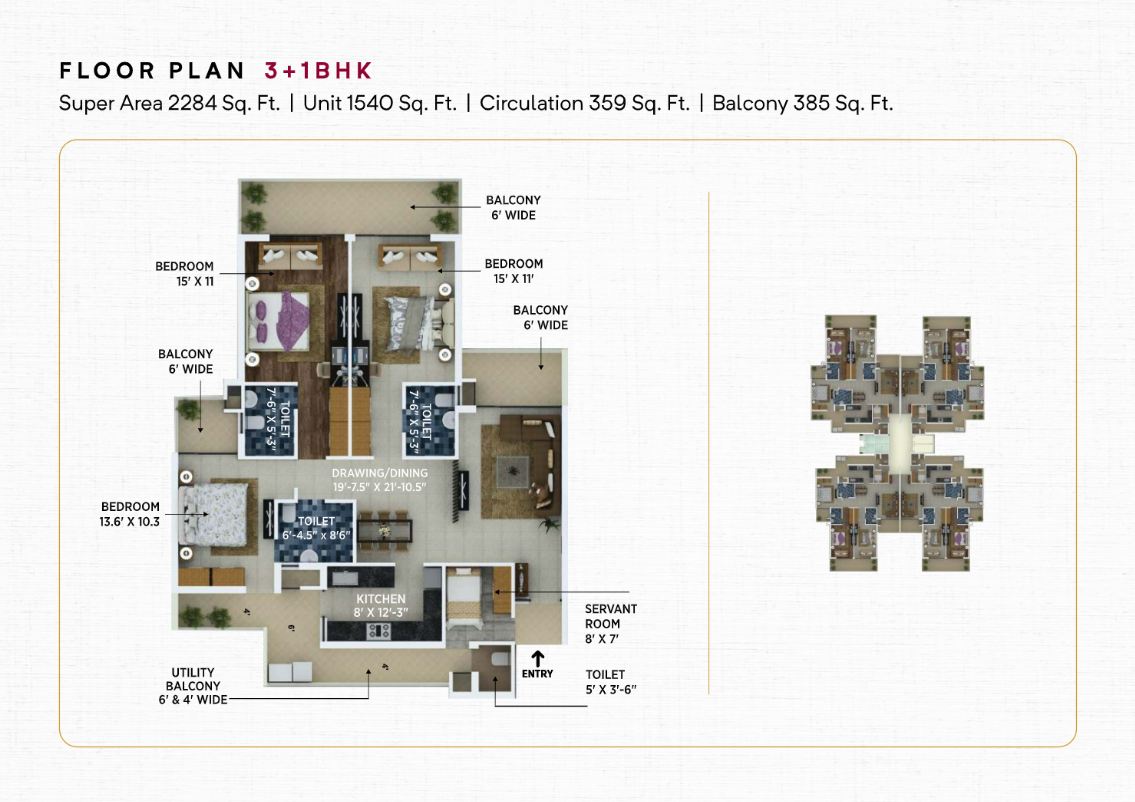 FLOOR PLAN 3+1BHK
Super Area 2284 Sq. Ft. | Unit 1540 Sq. Ft. | Circulation 359 Sq. Ft. | Balcony 385 Sq. Ft.
BALCONY
6' WIDE
BEDROOM
15' X 11
BEDROOM
15' X 11'
BALCONY
6' WIDE
BALCONY
6' WIDE
TOILET
7'-6" X 5'-3"
TOILET
7'-6" X 5'-3"
DRAWING/DINING
19'-7.5" X 21'-10.5"
BEDROOM
13.6' X 10.3
TOILET
6'-4.5" x 8'6"
KITCHEN
8' X 12'-3"
SERVANT
ROOM
8' X 7'
4'
6'
4'
UTILITY
BALCONY
6' & 4' WIDE
ENTRY
TOILET
5' X 3'-6"